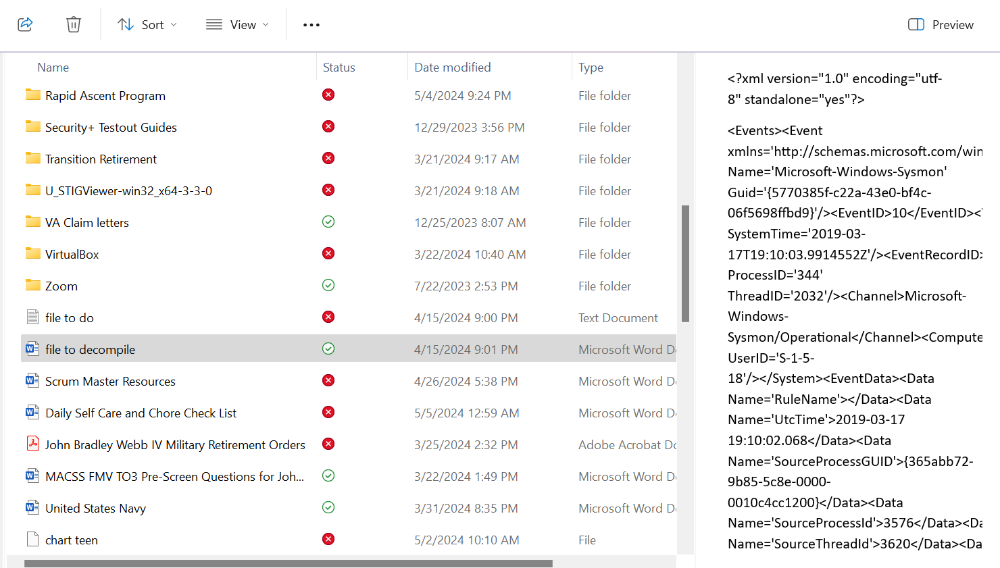 Sort
View
Preview
Name Status Date modified Type
Rapid Ascent Program 5/4/2024 9:24 PM File folder
Security+ Testout Guides 12/29/2023 3:56 PM File folder
Transition Retirement 3/21/2024 9:17 AM File folder
U_STIGViewer-win32_x64-3-3-0 3/21/2024 9:18 AM File folder
VA Claim letters 12/25/2023 8:07 AM File folder
VirtualBox 3/22/2024 10:40 AM File folder
Zoom 7/22/2023 2:53 PM File folder
file to do 4/15/2024 9:00 PM Text Document
file to decompile 4/15/2024 9:01 PM Microsoft Word D
Scrum Master Resources 4/26/2024 5:38 PM Microsoft Word D
Daily Self Care and Chore Check List 5/5/2024 12:59 AM Microsoft Word D
John Bradley Webb IV Military Retirement Orders 3/25/2024 2:32 PM Adobe Acrobat Do
MACSS FMV TO3 Pre-Screen Questions for Joh... 3/22/2024 1:49 PM Microsoft Word D
United States Navy 3/31/2024 8:35 PM Microsoft Word D
chart teen 5/2/2024 10:10 AM File
<?xml version="1.0" encoding="utf-
8" standalone="yes"?>
<Events><Event
xmlns='http://schemas.microsoft.com/win
Name='Microsoft-Windows-Sysmon'
Guid='{5770385f-c22a-43e0-bf4c-
06f5698ffbd9}'/><EventID>10</EventID><
SystemTime='2019-03-
17T19:10:03.9914552Z'/><EventRecordID>
ProcessID='344'
ThreadID='2032'/><Channel>Microsoft-
Windows-
Sysmon/Operational</Channel><Compute
UserID='S-1-5-
18'/></System><EventData><Data
Name='RuleName'></Data><Data
Name='UtcTime'>2019-03-17
19:10:02.068</Data><Data
Name='SourceProcessGUID'>{365abb72-
9b85-5c8e-0000-
0010c4cc1200}</Data><Data
Name='SourceProcessId'>3576</Data><Da
Name='SourceThreadId'>3620</Data><Da